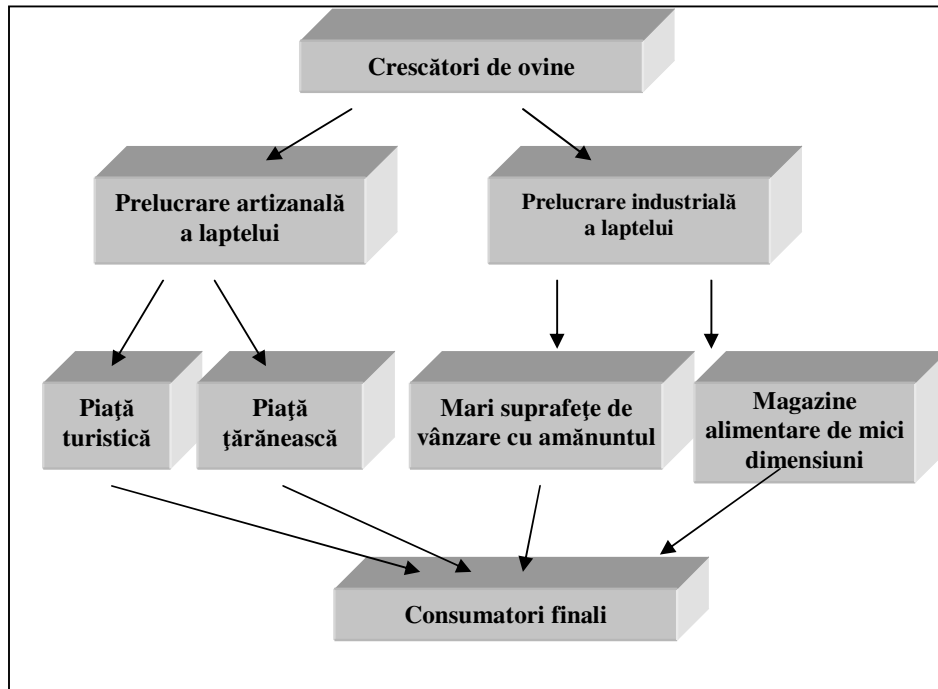 Crescători de ovine
Prelucrare artizanală
a laptelui
Prelucrare industrială
a laptelui
Piaţă
turistică
Piaţă
ţărănească
Mari suprafeţe de
vânzare cu amănuntul
Magazine
alimentare de mici
dimensiuni
Consumatori finali